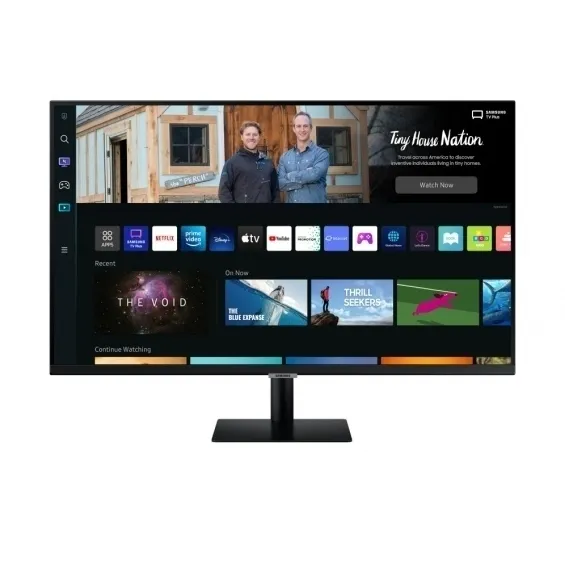 SAMSUNG
TV Plus
Tiny House Nation
Travel across America to discover
inventive individuals living in tiny homes.
Watch Now
the "PERCH"
APPS
SAMSUNG
TV Plus
NETFLIX
prime
video
Disney+
tv
YouTube
PROMOTION
Recent
On Now
THE VOID
THE
BLUE EXPANSE
THRILL
SEEKERS
Continue Watching
SAMSUNG